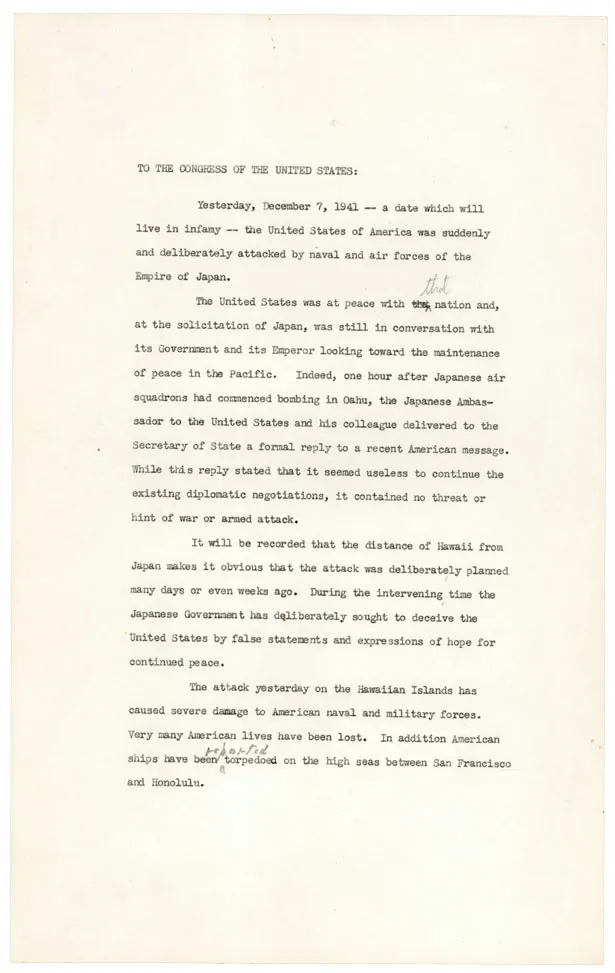 TO THE CONGRESS OF THE UNITED STATES:
Yesterday, December 7, 1941 -- a date which will
live in infamy -- the United States of America was suddenly
and deliberately attacked by naval and air forces of the
Empire of Japan.
that
The United States was at peace with nation and,
at the solicitation of Japan, was still in conversation with
its Government and its Emperor looking toward the maintenance
of peace in the Pacific. Indeed, one hour after Japanese air
squadrons had commenced bombing in Oahu, the Japanese Ambas-
sador to the United States and his colleague delivered to the
Secretary of State a formal reply to a recent American message.
While this reply stated that it seemed useless to continue the
existing diplomatic negotiations, it contained no threat or
hint of war or armed attack.
It will be recorded that the distance of Hawaii from
Japan makes it obvious that the attack was deliberately planned
many days or even weeks ago. During the intervening time the
Japanese Government has deliberately sought to deceive the
United States by false statements and expressions of hope for
continued peace.
The attack yesterday on the Hawaiian Islands has
caused severe damage to American naval and military forces.
Very many American lives have been lost. In addition American
reported
ships have been torpedoed on the high seas between San Francisco
and Honolulu.